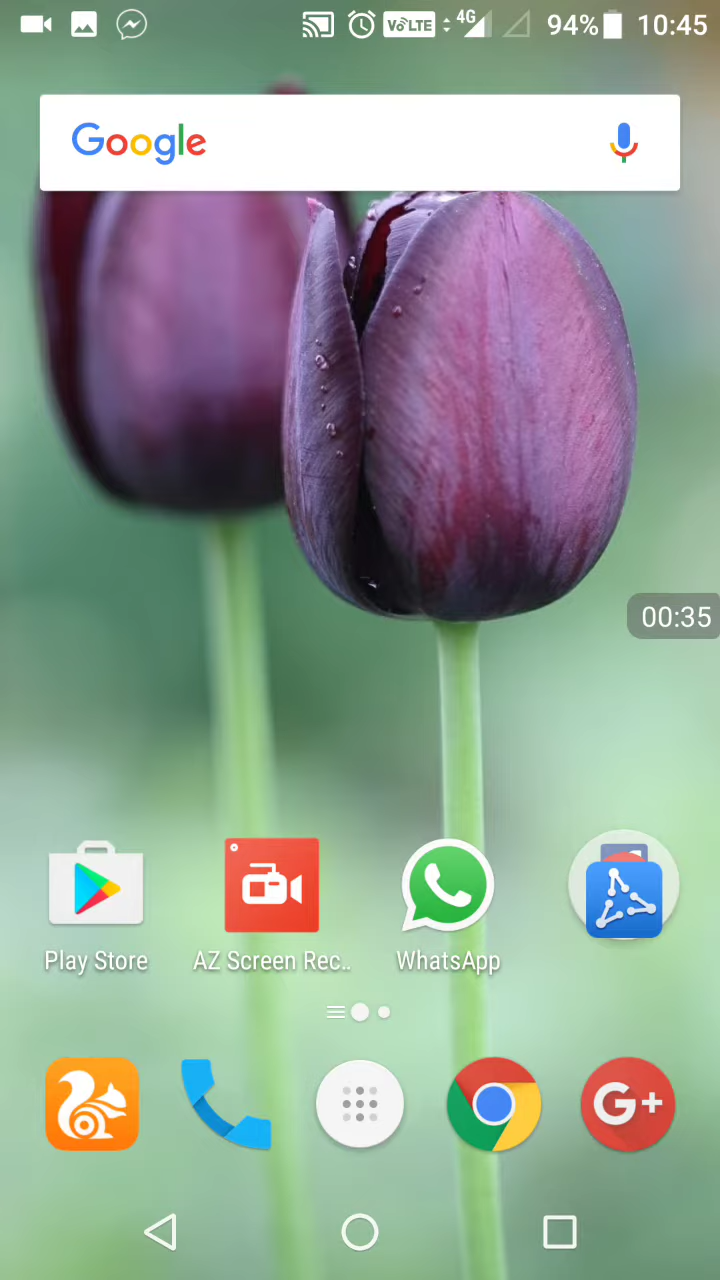 VoLTE 4G 94% 10:45
Google
00:35
Play Store
AZ Screen Rec..
WhatsApp
G+